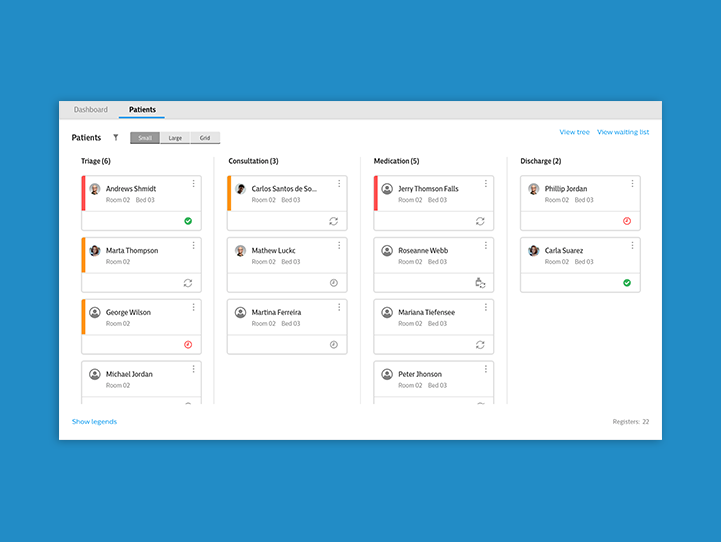 Dashboard Patients
Patients Small Large Grid View tree View waiting list
Triage (6)
Andrews Shmidt
Room 02 Bed 03
Marta Thompson
Room 02
George Wilson
Room 02
Michael Jordan
Room 02
Consultation (3)
Carlos Santos de So...
Room 02 Bed 03
Mathew Luckc
Room 02 Bed 03
Martina Ferreira
Room 02 Bed 03
Medication (5)
Jerry Thomson Falls
Room 02 Bed 03
Roseanne Webb
Room 02 Bed 03
Mariana Tiefensee
Room 02 Bed 03
Peter Jhonson
Room 02 Bed 03
Discharge (2)
Phillip Jordan
Room 02 Bed 03
Carla Suarez
Room 02 Bed 03
Show legends Registers: 22